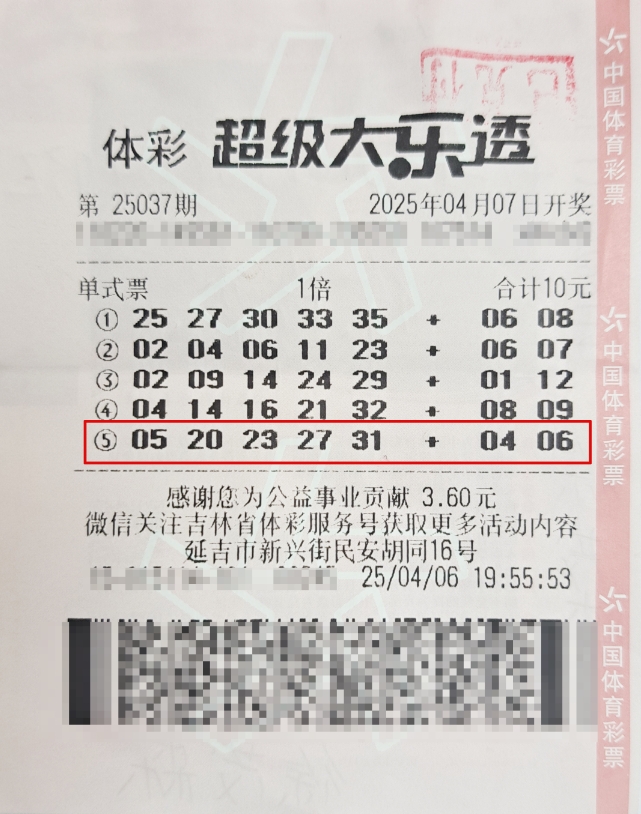 体彩 超级大乐透
第 25037期 2025年04月07日开奖
单式票 1倍 合计10元
① 25 27 30 33 35 + 06 08
② 02 04 06 11 23 + 06 07
③ 02 09 14 24 29 + 01 12
④ 04 14 16 21 32 + 08 09
⑤ 05 20 23 27 31 + 04 06
感谢您为公益事业贡献 3.60元
微信关注吉林省体彩服务号获取更多活动内容
延吉市新兴街民安胡同16号
25/04/06 19:55:53
中国体育彩票
中国体育彩票
中国体育彩票